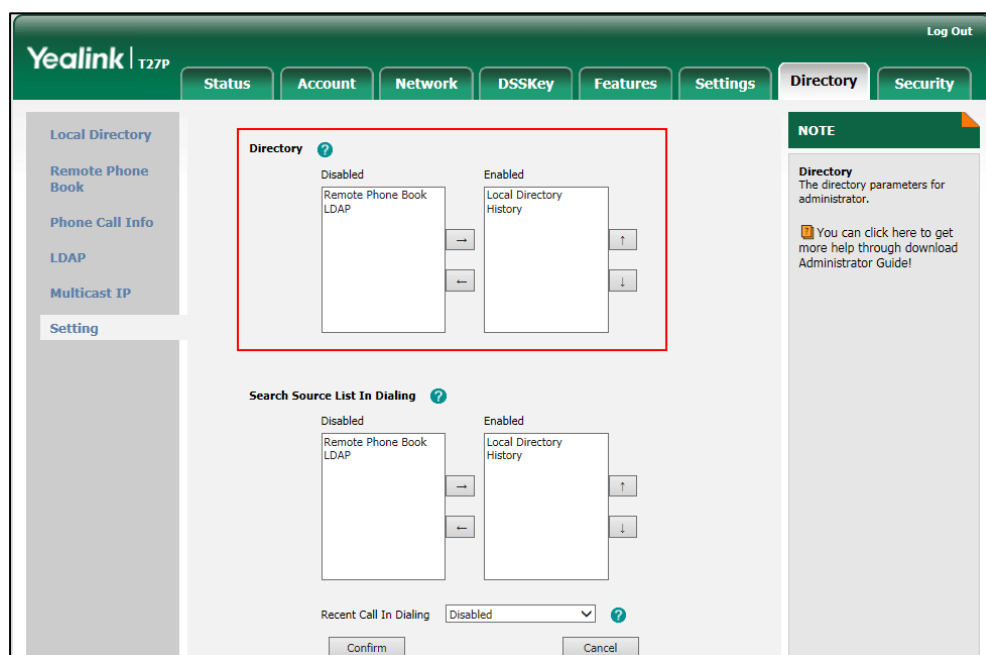 Log Out
Yealink | T27P
Status
Account
Network
DSSKey
Features
Settings
Directory
Security
Local Directory
Remote Phone
Book
Phone Call Info
LDAP
Multicast IP
Setting
Directory ?
Disabled
Remote Phone Book
LDAP
→
←
Enabled
Local Directory
History
↑
↓
Search Source List In Dialing ?
Disabled
Remote Phone Book
LDAP
→
←
Enabled
Local Directory
History
↑
↓
Recent Call In Dialing Disabled ?
Confirm
Cancel
NOTE
Directory
The directory parameters for
administrator.
? You can click here to get
more help through download
Administrator Guide!